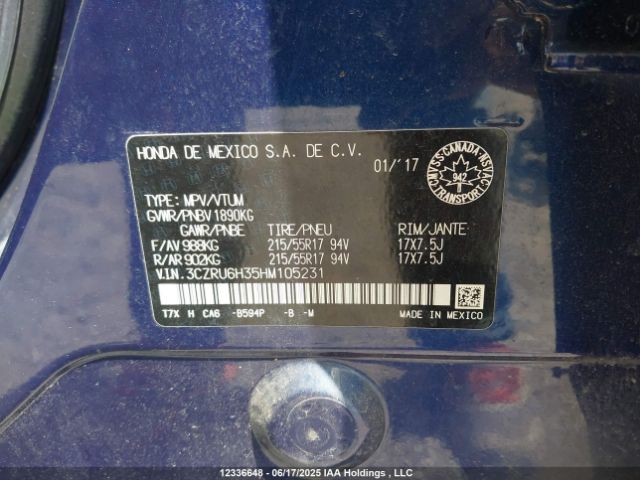 HONDA DE MEXICO S.A. DE C.V.
01/'17
CMVSS-CANADA-NSVAC
942
TRANSPORT
TYPE: MPV/VTUM
GVWR/PNBV 1890KG
GAWR/PNBE TIRE/PNEU RIM/JANTE
F/AV 988KG 215/55R17 94V 17X7.5J
R/AR 902KG 215/55R17 94V 17X7.5J
V.I.N. 3CZRU6H35HM105231
T7X H CA6 -B594P -B -M MADE IN MEXICO
12336648 - 06/17/2025 IAA Holdings , LLC